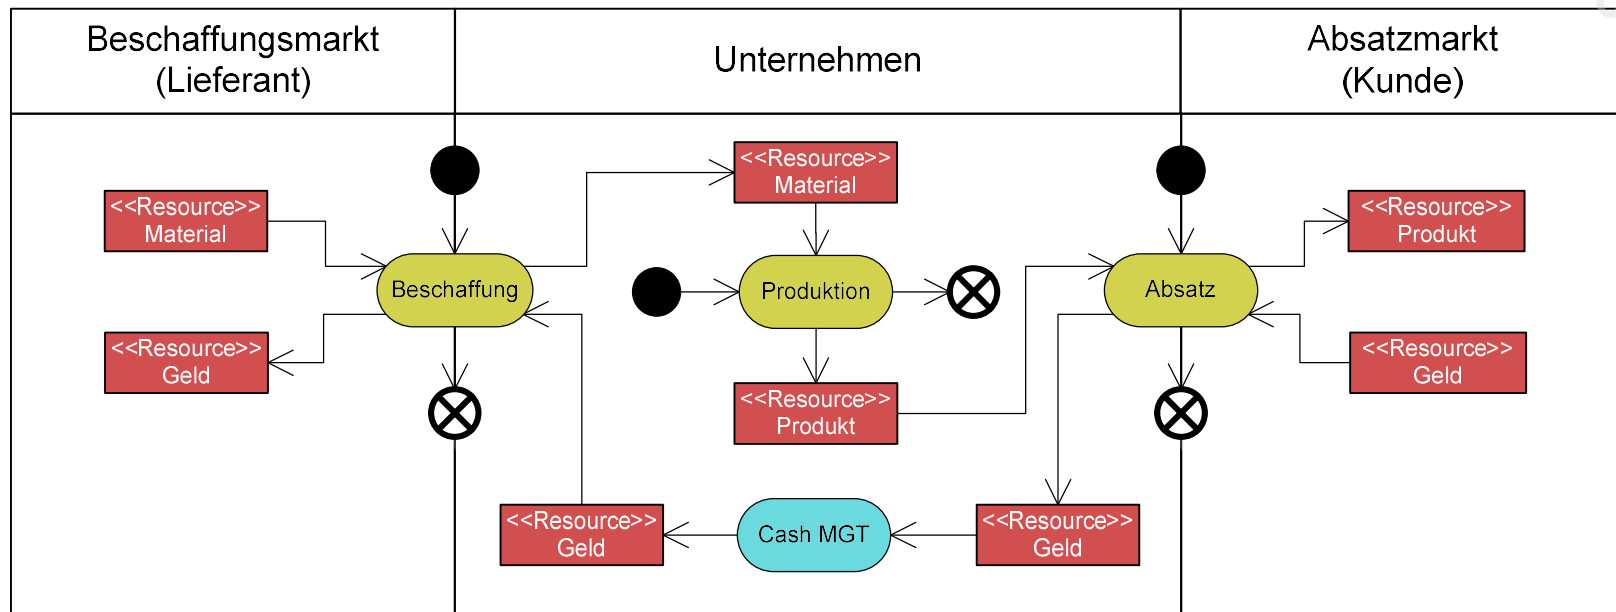 Beschaffungsmarkt
(Lieferant)
Unternehmen
Absatzmarkt
(Kunde)
<<Resource>>
Material
<<Resource>>
Material
<<Resource>>
Produkt
Beschaffung
Produktion
Absatz
<<Resource>>
Geld
<<Resource>>
Geld
<<Resource>>
Produkt
<<Resource>>
Geld
Cash MGT
<<Resource>>
Geld